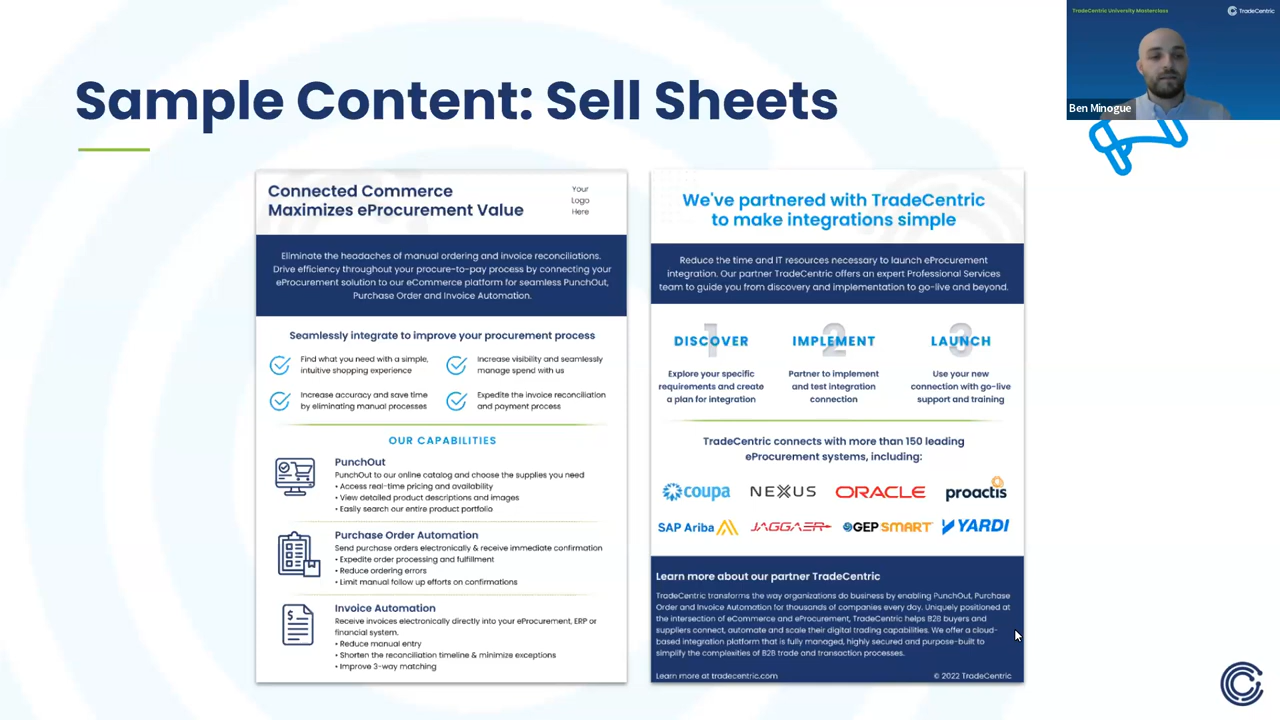 TradeCentric University Masterclass
TradeCentric
Ben Minogue
Sample Content: Sell Sheets
Connected Commerce
Maximizes eProcurement Value
Your
Logo
Here
Eliminate the headaches of manual ordering and invoice reconciliations.
Drive efficiency throughout your procure-to-pay process by connecting your
eProcurement solution to our eCommerce platform for seamless PunchOut,
Purchase Order and Invoice Automation.
Seamlessly integrate to improve your procurement process
Find what you need with a simple,
intuitive shopping experience
Increase visibility and seamlessly
manage spend with us
Increase accuracy and save time
by eliminating manual processes
Expedite the invoice reconciliation
and payment process
OUR CAPABILITIES
PunchOut
PunchOut to our online catalog and choose the supplies you need
• Access real-time pricing and availability
• View detailed product descriptions and images
• Easily search our entire product portfolio
Purchase Order Automation
Send purchase orders electronically & receive immediate confirmation
• Expedite order processing and fulfillment
• Reduce ordering errors
• Limit manual follow up efforts on confirmations
Invoice Automation
Receive invoices electronically directly into your eProcurement, ERP or
financial system.
• Reduce manual entry
• Shorten the reconciliation timeline & minimize exceptions
• Improve 3-way matching
We've partnered with TradeCentric
to make integrations simple
Reduce the time and IT resources necessary to launch eProcurement
integration. Our partner TradeCentric offers an expert Professional Services
team to guide you from discovery and implementation to go-live and beyond.
1
DISCOVER
Explore your specific
requirements and create
a plan for integration
2
IMPLEMENT
Partner to implement
and test integration
connection
3
LAUNCH
Use your new
connection with go-live
support and training
TradeCentric connects with more than 150 leading
eProcurement systems, including:
coupa NEXUS ORACLE proactis
SAP Ariba JAGGAER GEP SMART YARDI
Learn more about our partner TradeCentric
TradeCentric transforms the way organizations do business by enabling PunchOut, Purchase
Order and Invoice Automation for thousands of companies every day. Uniquely positioned at
the intersection of eCommerce and eProcurement, TradeCentric helps B2B buyers and
suppliers connect, automate and scale their digital trading capabilities. We offer a cloud-
based integration platform that is fully managed, highly secured and purpose-built to
simplify the complexities of B2B trade and transaction processes.
Learn more at tradecentric.com
© 2022 TradeCentric